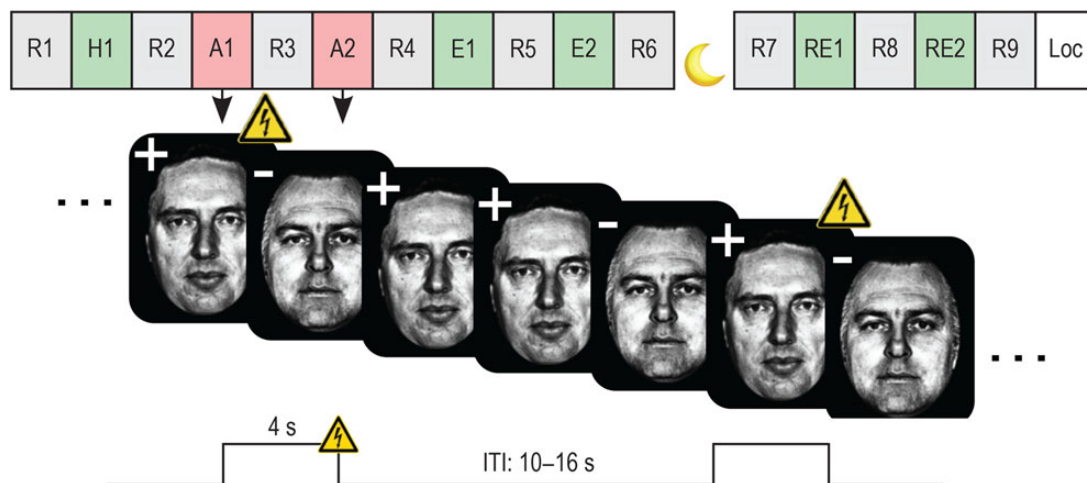 R1 H1 R2 A1 R3 A2 R4 E1 R5 E2 R6 R7 RE1 R8 RE2 R9 Loc
+ - + + - + -
4 s
ITI: 10–16 s